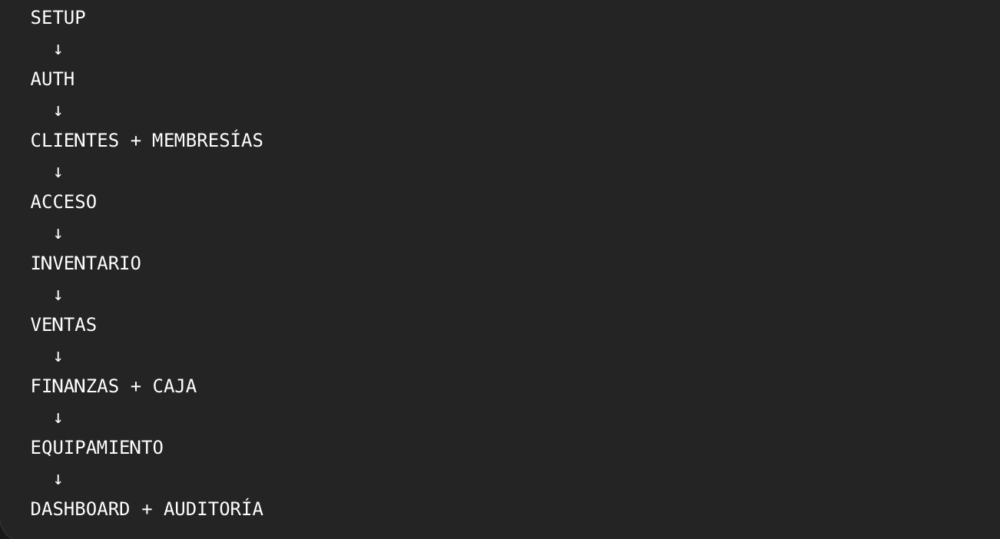 SETUP
↓
AUTH
↓
CLIENTES + MEMBRESÍAS
↓
ACCESO
↓
INVENTARIO
↓
VENTAS
↓
FINANZAS + CAJA
↓
EQUIPAMIENTO
↓
DASHBOARD + AUDITORÍA